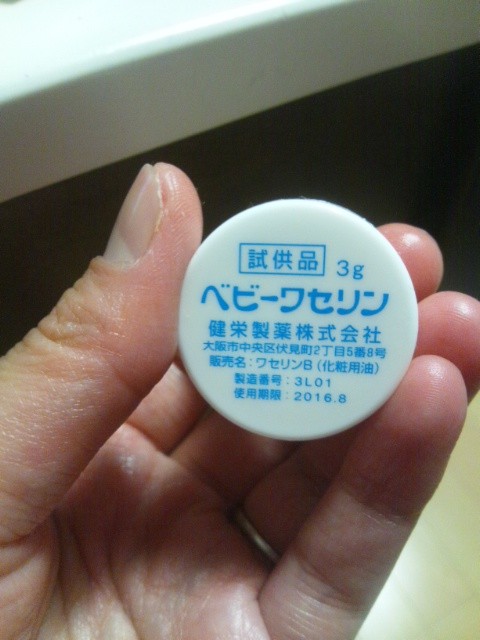 試供品 3g
ベビーワセリン
健栄製薬株式会社
大阪市中央区伏見町2丁目5番8号
販売名:ワセリンB(化粧用油)
製造番号:3L01
使用期限:2016.8